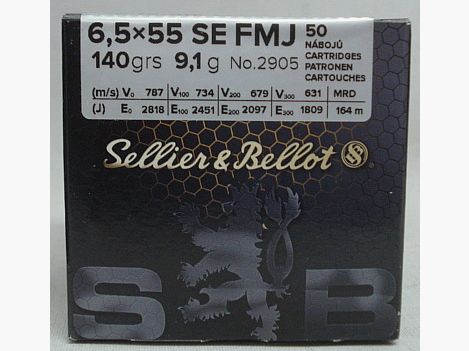 6,5×55 SE FMJ 50
NÁBOJŮ
140grs 9,1 g No.2905 CARTRIDGES
PATRONEN
CARTOUCHES
(m/s) V₀ 787 V₁₀₀ 734 V₂₀₀ 679 V₃₀₀ 631 MRD
(J) E₀ 2818 E₁₀₀ 2451 E₂₀₀ 2097 E₃₀₀ 1809 164 m
Sellier & Bellot
S B